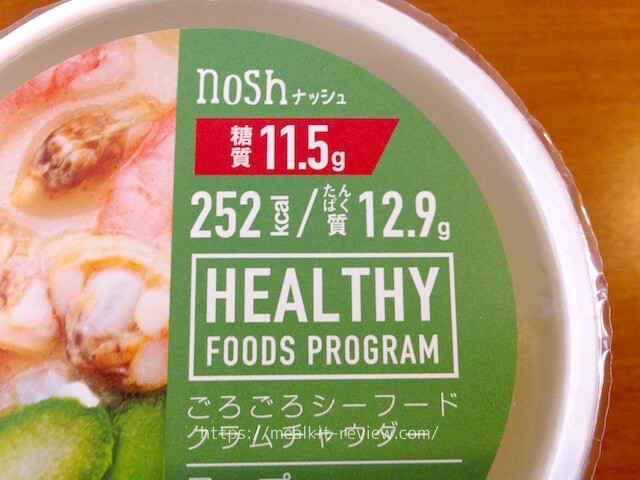 nosh ナッシュ
糖質 11.5g
252 kcal / たんぱく質 12.9g
HEALTHY
FOODS PROGRAM
ごろごろシーフード
クラムチャウダー
https://mealkit-review.com/